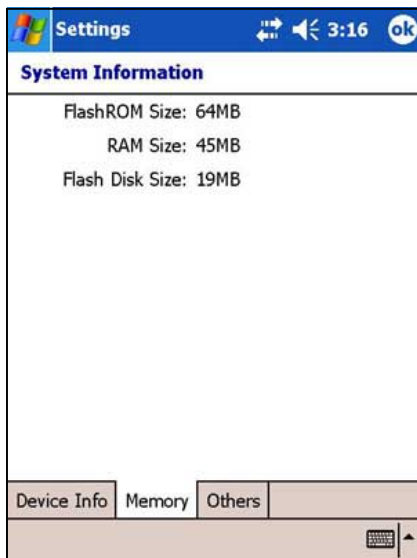 Settings 3:16 ok
System Information
FlashROM Size: 64MB
RAM Size: 45MB
Flash Disk Size: 19MB
Device Info Memory Others